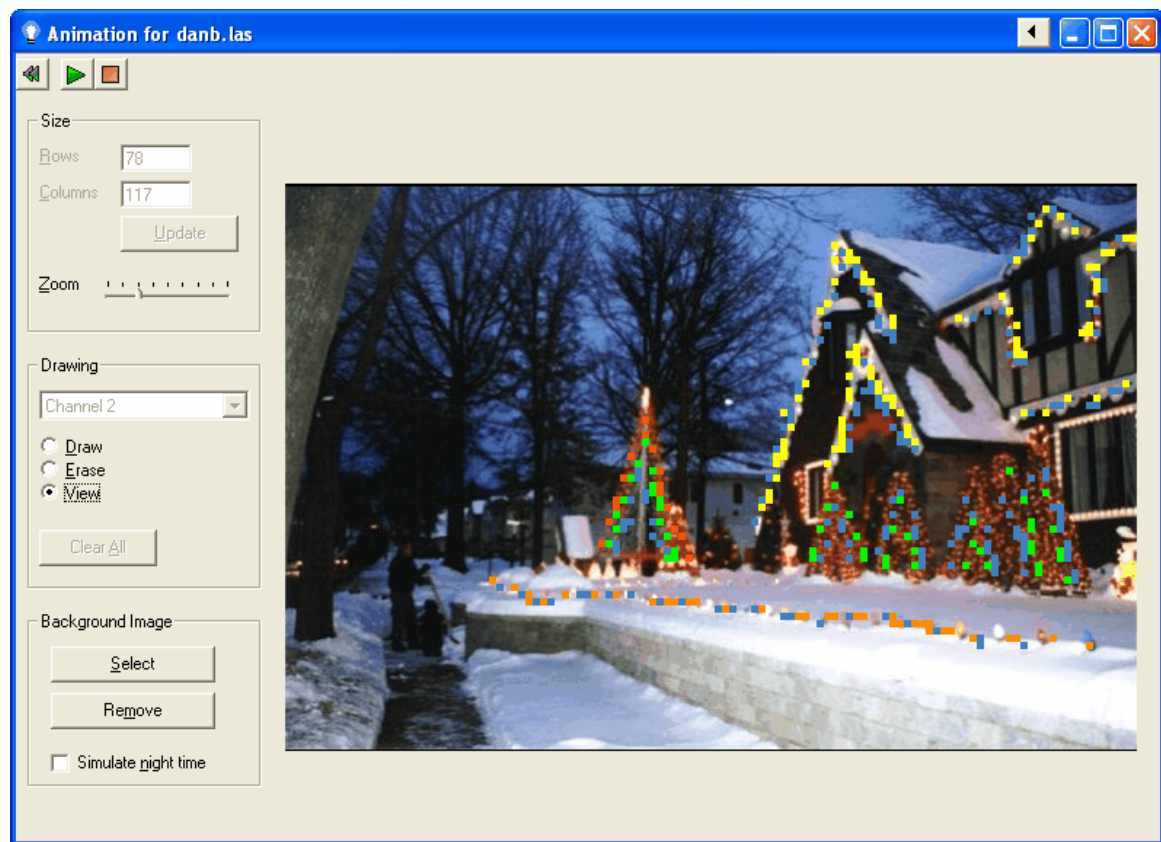 Animation for danb.las
Size
Rows 78
Columns 117
Update
Zoom
Drawing
Channel 2
Draw
Erase
View
Clear All
Background Image
Select
Remove
Simulate night time